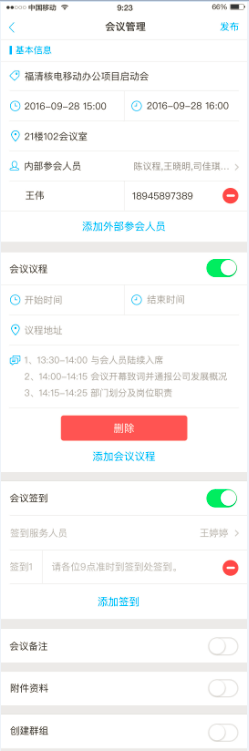 中国移动 9:23 66%
会议管理 发布
基本信息
福清核电移动办公项目启动会
2016-09-28 15:00 2016-09-28 16:00
21楼102会议室
内部参会人员 陈议程,王晓明,司佳琪...
王伟 18945897389
添加外部参会人员
会议议程
开始时间 结束时间
议程地址
1、13:30-14:00 与会人员陆续入席
2、14:00-14:15 会议开幕致词并通报公司发展概况
3、14:15-14:25 部门划分及岗位职责
删除
添加会议议程
会议签到
签到服务人员 王婷婷
签到1 请各位9点准时到签到处签到。
添加签到
会议备注
附件资料
创建群组